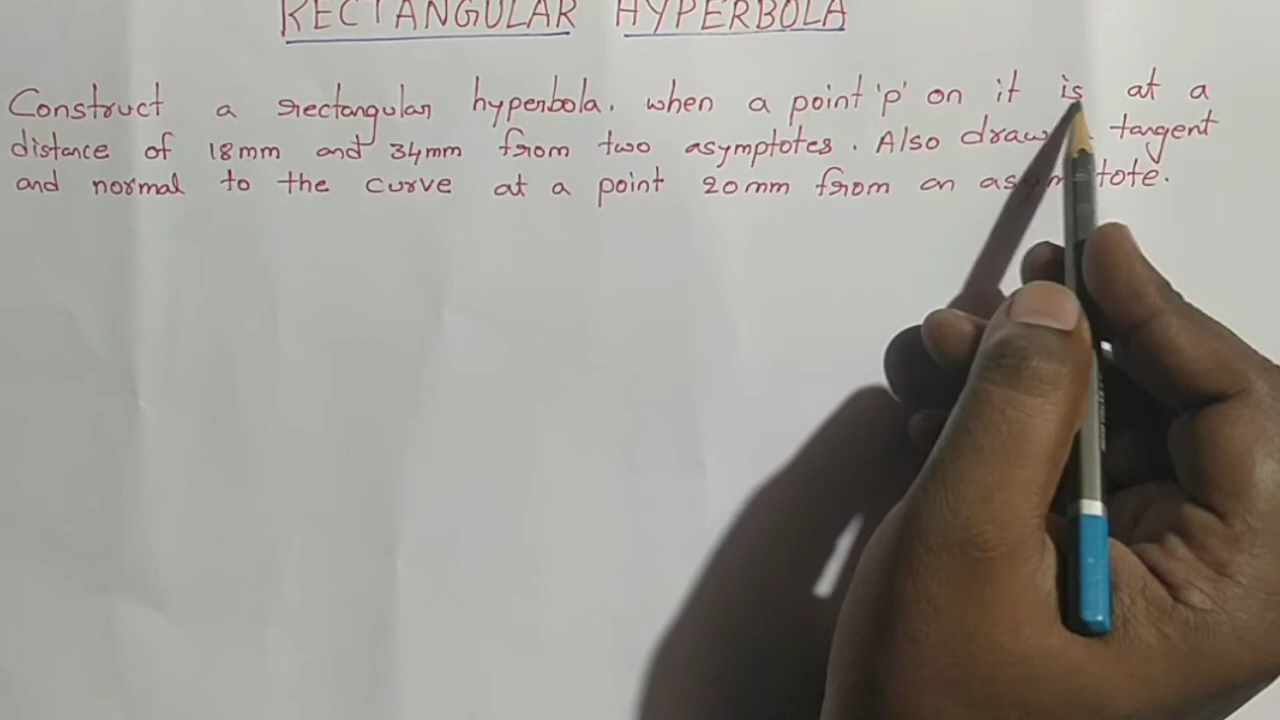 RECTANGULAR HYPERBOLA
Construct a rectangular hyperbola. when a point 'p' on it is at a
distance of 18mm and 34mm from two asymptotes. Also draw tangent
and normal to the curve at a point 20mm from an asymptote.